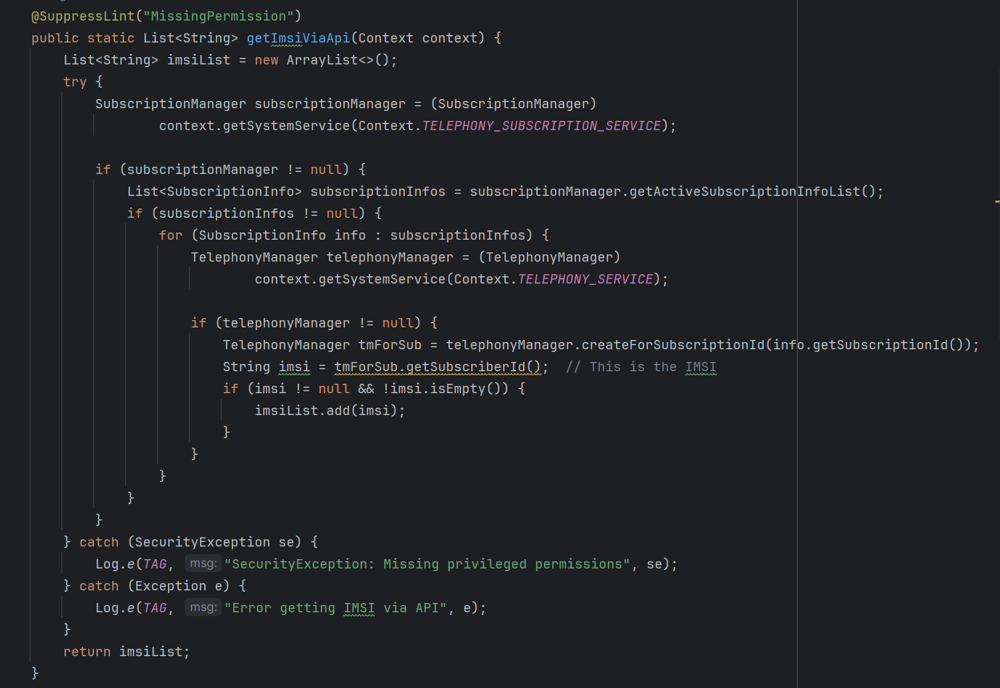 @SuppressLint("MissingPermission")
public static List<String> getImsiViaApi(Context context) {
    List<String> imsiList = new ArrayList<>();
    try {
        SubscriptionManager subscriptionManager = (SubscriptionManager)
                context.getSystemService(Context.TELEPHONY_SUBSCRIPTION_SERVICE);

        if (subscriptionManager != null) {
            List<SubscriptionInfo> subscriptionInfos = subscriptionManager.getActiveSubscriptionInfoList();
            if (subscriptionInfos != null) {
                for (SubscriptionInfo info : subscriptionInfos) {
                    TelephonyManager telephonyManager = (TelephonyManager)
                            context.getSystemService(Context.TELEPHONY_SERVICE);

                    if (telephonyManager != null) {
                        TelephonyManager tmForSub = telephonyManager.createForSubscriptionId(info.getSubscriptionId());
                        String imsi = tmForSub.getSubscriberId();  // This is the IMSI
                        if (imsi != null && !imsi.isEmpty()) {
                            imsiList.add(imsi);
                        }
                    }
                }
            }
        }
    } catch (SecurityException se) {
        Log.e(TAG, msg: "SecurityException: Missing privileged permissions", se);
    } catch (Exception e) {
        Log.e(TAG, msg: "Error getting IMSI via API", e);
    }
    return imsiList;
}